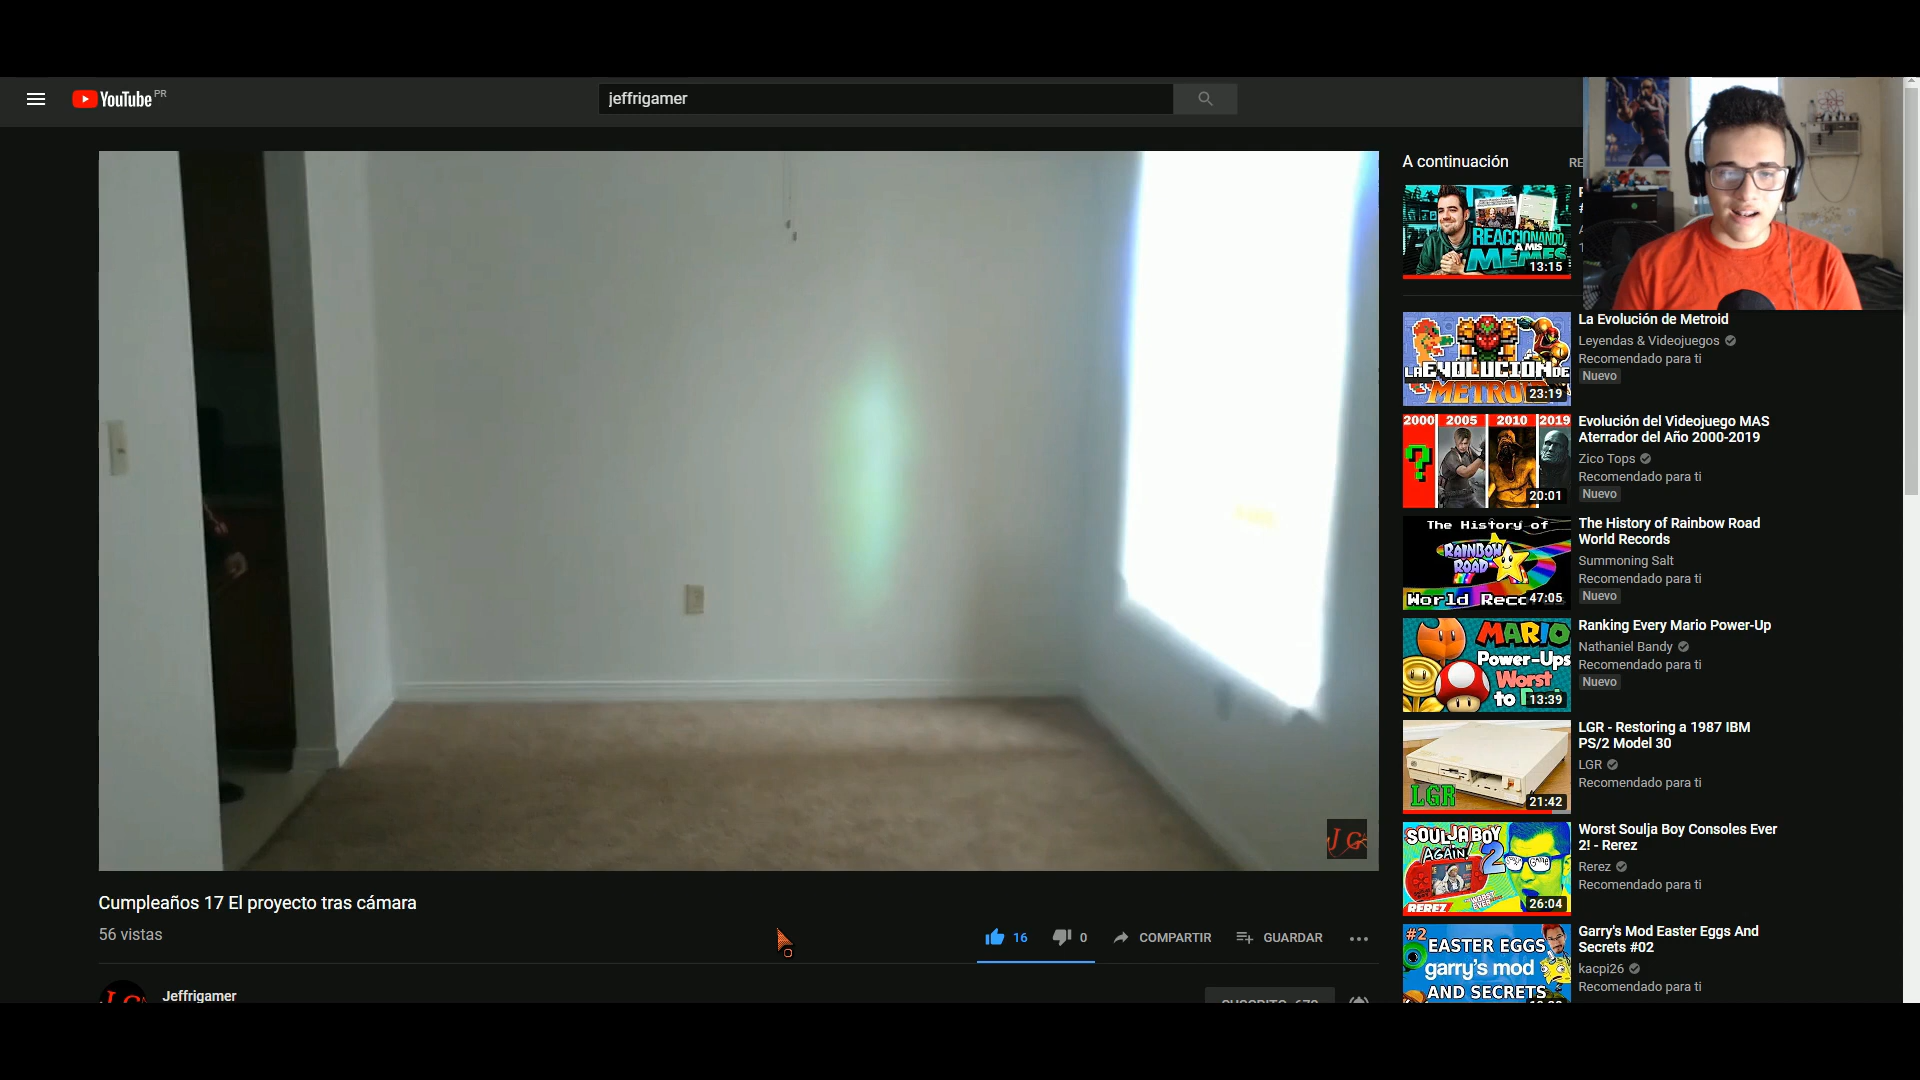 YouTube PR
jeffrigamer
A continuación
RE
REACCIONANDO
A MIS
MEMES
13:15
LA EVOLUCIÓN DE
METROID
23:19
La Evolución de Metroid
Leyendas & Videojuegos
Recomendado para ti
Nuevo
2000 2005 2010 2019
?
20:01
Evolución del Videojuego MAS
Aterrador del Año 2000-2019
Zico Tops
Recomendado para ti
Nuevo
The History of
RAINBOW
ROAD
World Recc
47:05
The History of Rainbow Road
World Records
Summoning Salt
Recomendado para ti
Nuevo
MARIO
Power-Ups
Worst
to
13:39
Ranking Every Mario Power-Up
Nathaniel Bandy
Recomendado para ti
Nuevo
LGR
21:42
LGR - Restoring a 1987 IBM
PS/2 Model 30
LGR
Recomendado para ti
SOULJA BOY
AGAIN!
2
REREZ
26:04
Worst Soulja Boy Consoles Ever
2! - Rerez
Rerez
Recomendado para ti
#2
EASTER EGGS
garry's mod
AND SECRETS
Garry's Mod Easter Eggs And
Secrets #02
kacpi26
Recomendado para ti
J G
Cumpleaños 17 El proyecto tras cámara
56 vistas
16
0
COMPARTIR
GUARDAR
Jeffrigamer